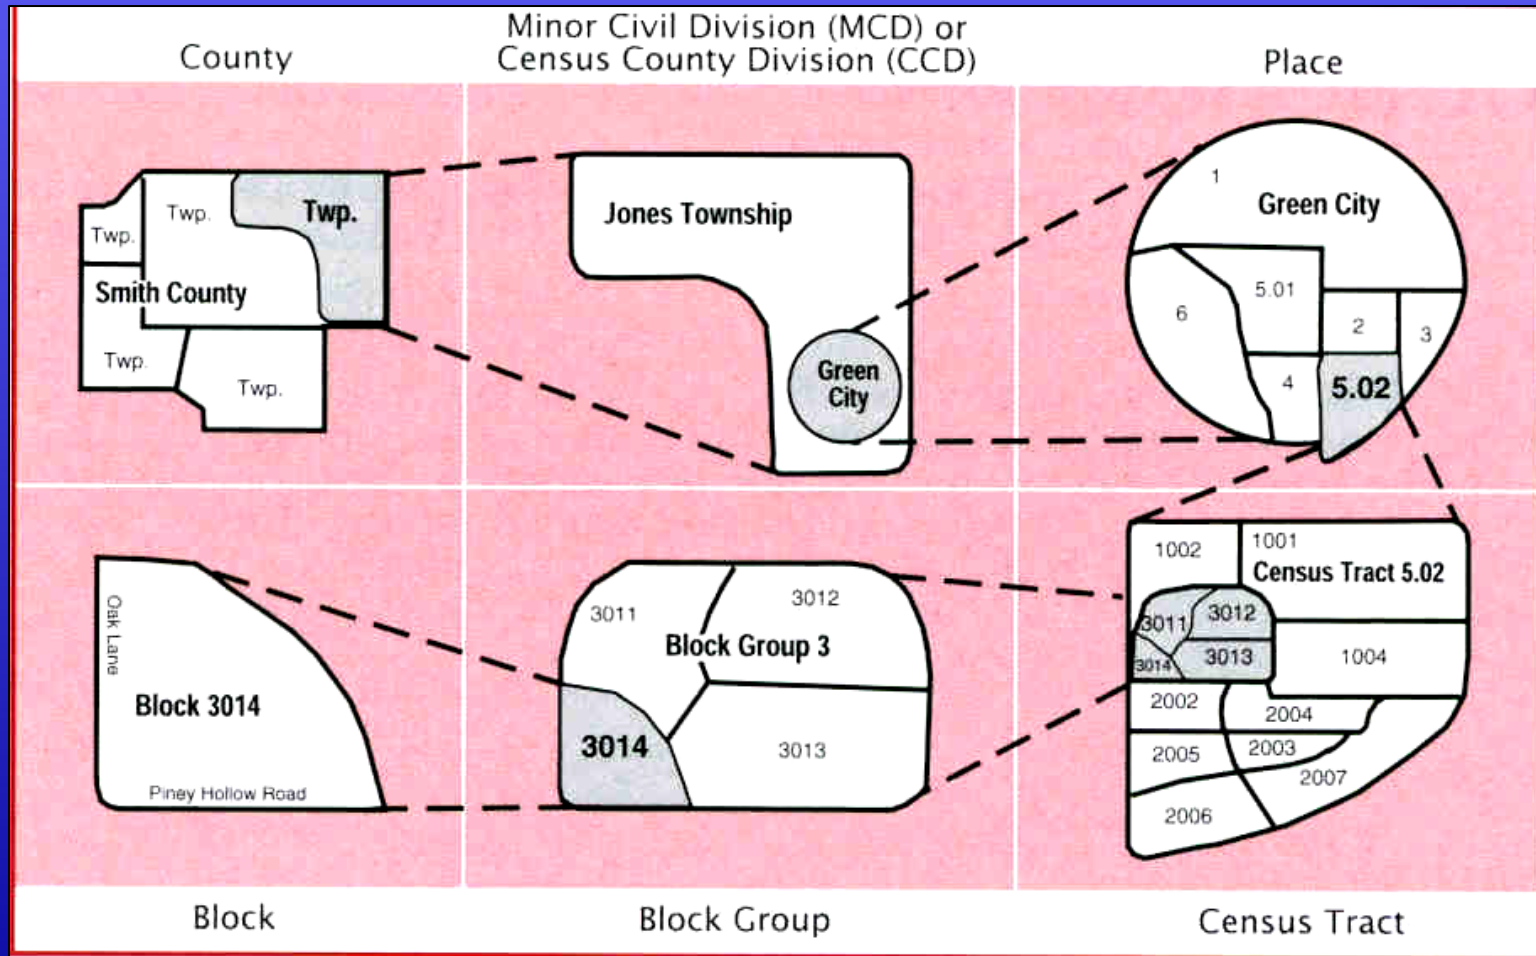 County
Minor Civil Division (MCD) or
Census County Division (CCD)
Place
Twp.
Twp.
Twp.
Smith County
Twp.
Twp.
Jones Township
Green
City
1
Green City
5.01
6
2
3
4
5.02
Oak Lane
Block 3014
Piney Hollow Road
3011
3012
Block Group 3
3014
3013
1002
1001
Census Tract 5.02
3011
3012
3014
3013
1004
2002
2004
2005
2003
2007
2006
Block
Block Group
Census Tract